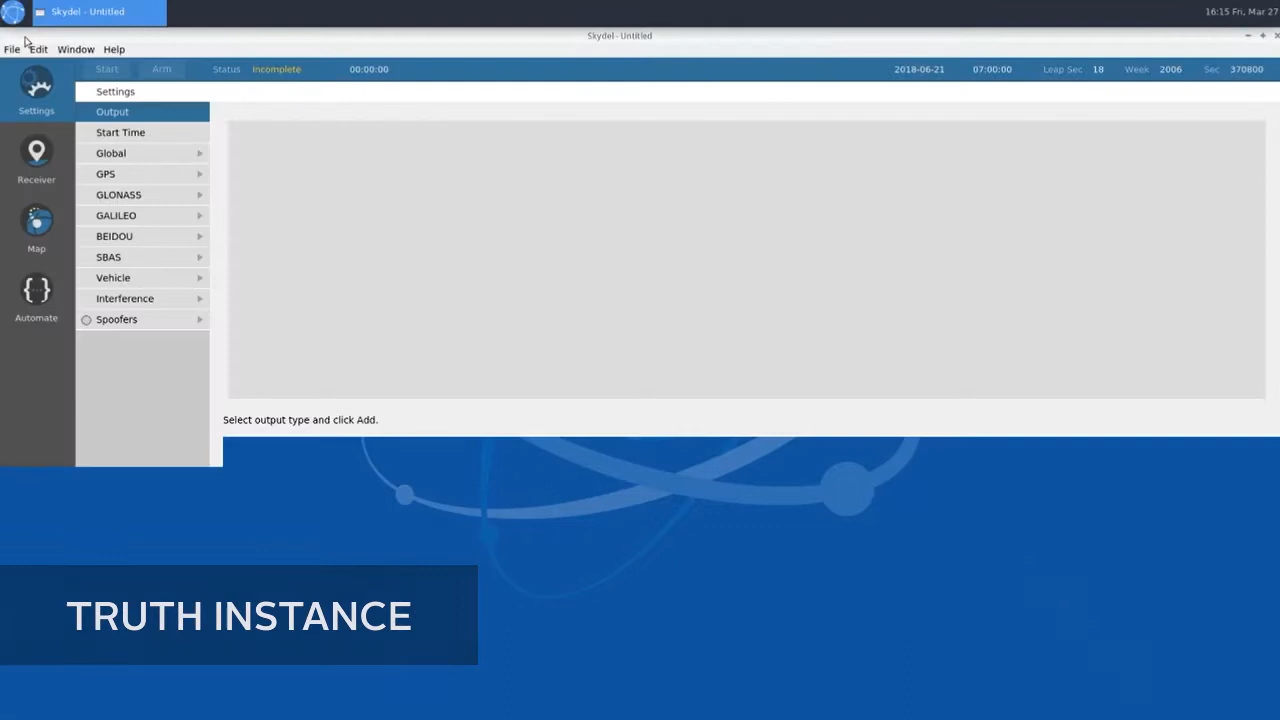 Skydel - Untitled
16:15 Fri, Mar 27
Skydel - Untitled
File Edit Window Help
Start Arm Status Incomplete 00:00:00 2018-06-21 07:00:00 Leap Sec 18 Week 2006 Sec 370800
Settings
Receiver
Map
Automate
Settings
Output
Start Time
Global
GPS
GLONASS
GALILEO
BEIDOU
SBAS
Vehicle
Interference
Spoofers
Select output type and click Add.
TRUTH INSTANCE